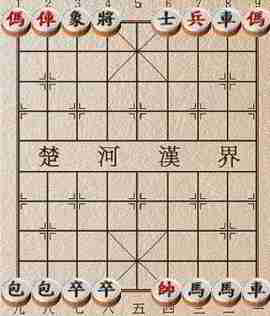 1 2 3 4 5 6 7 8 9
傌 俥 象 將 士 兵 車 傌
楚 河 漢 界
包 包 卒 卒 帥 馬 馬 車
九 八 七 六 五 四 三 二 一